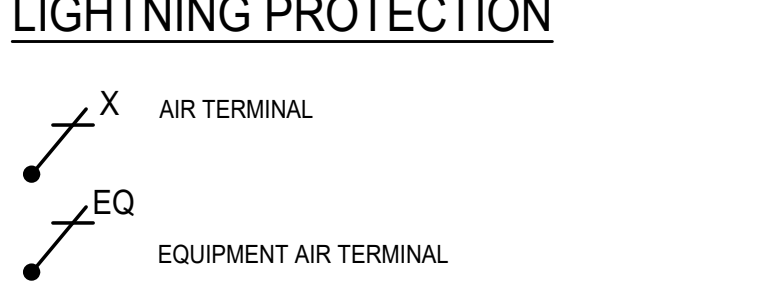 LIGHTNING PROTECTION
X AIR TERMINAL
EQ
EQUIPMENT AIR TERMINAL